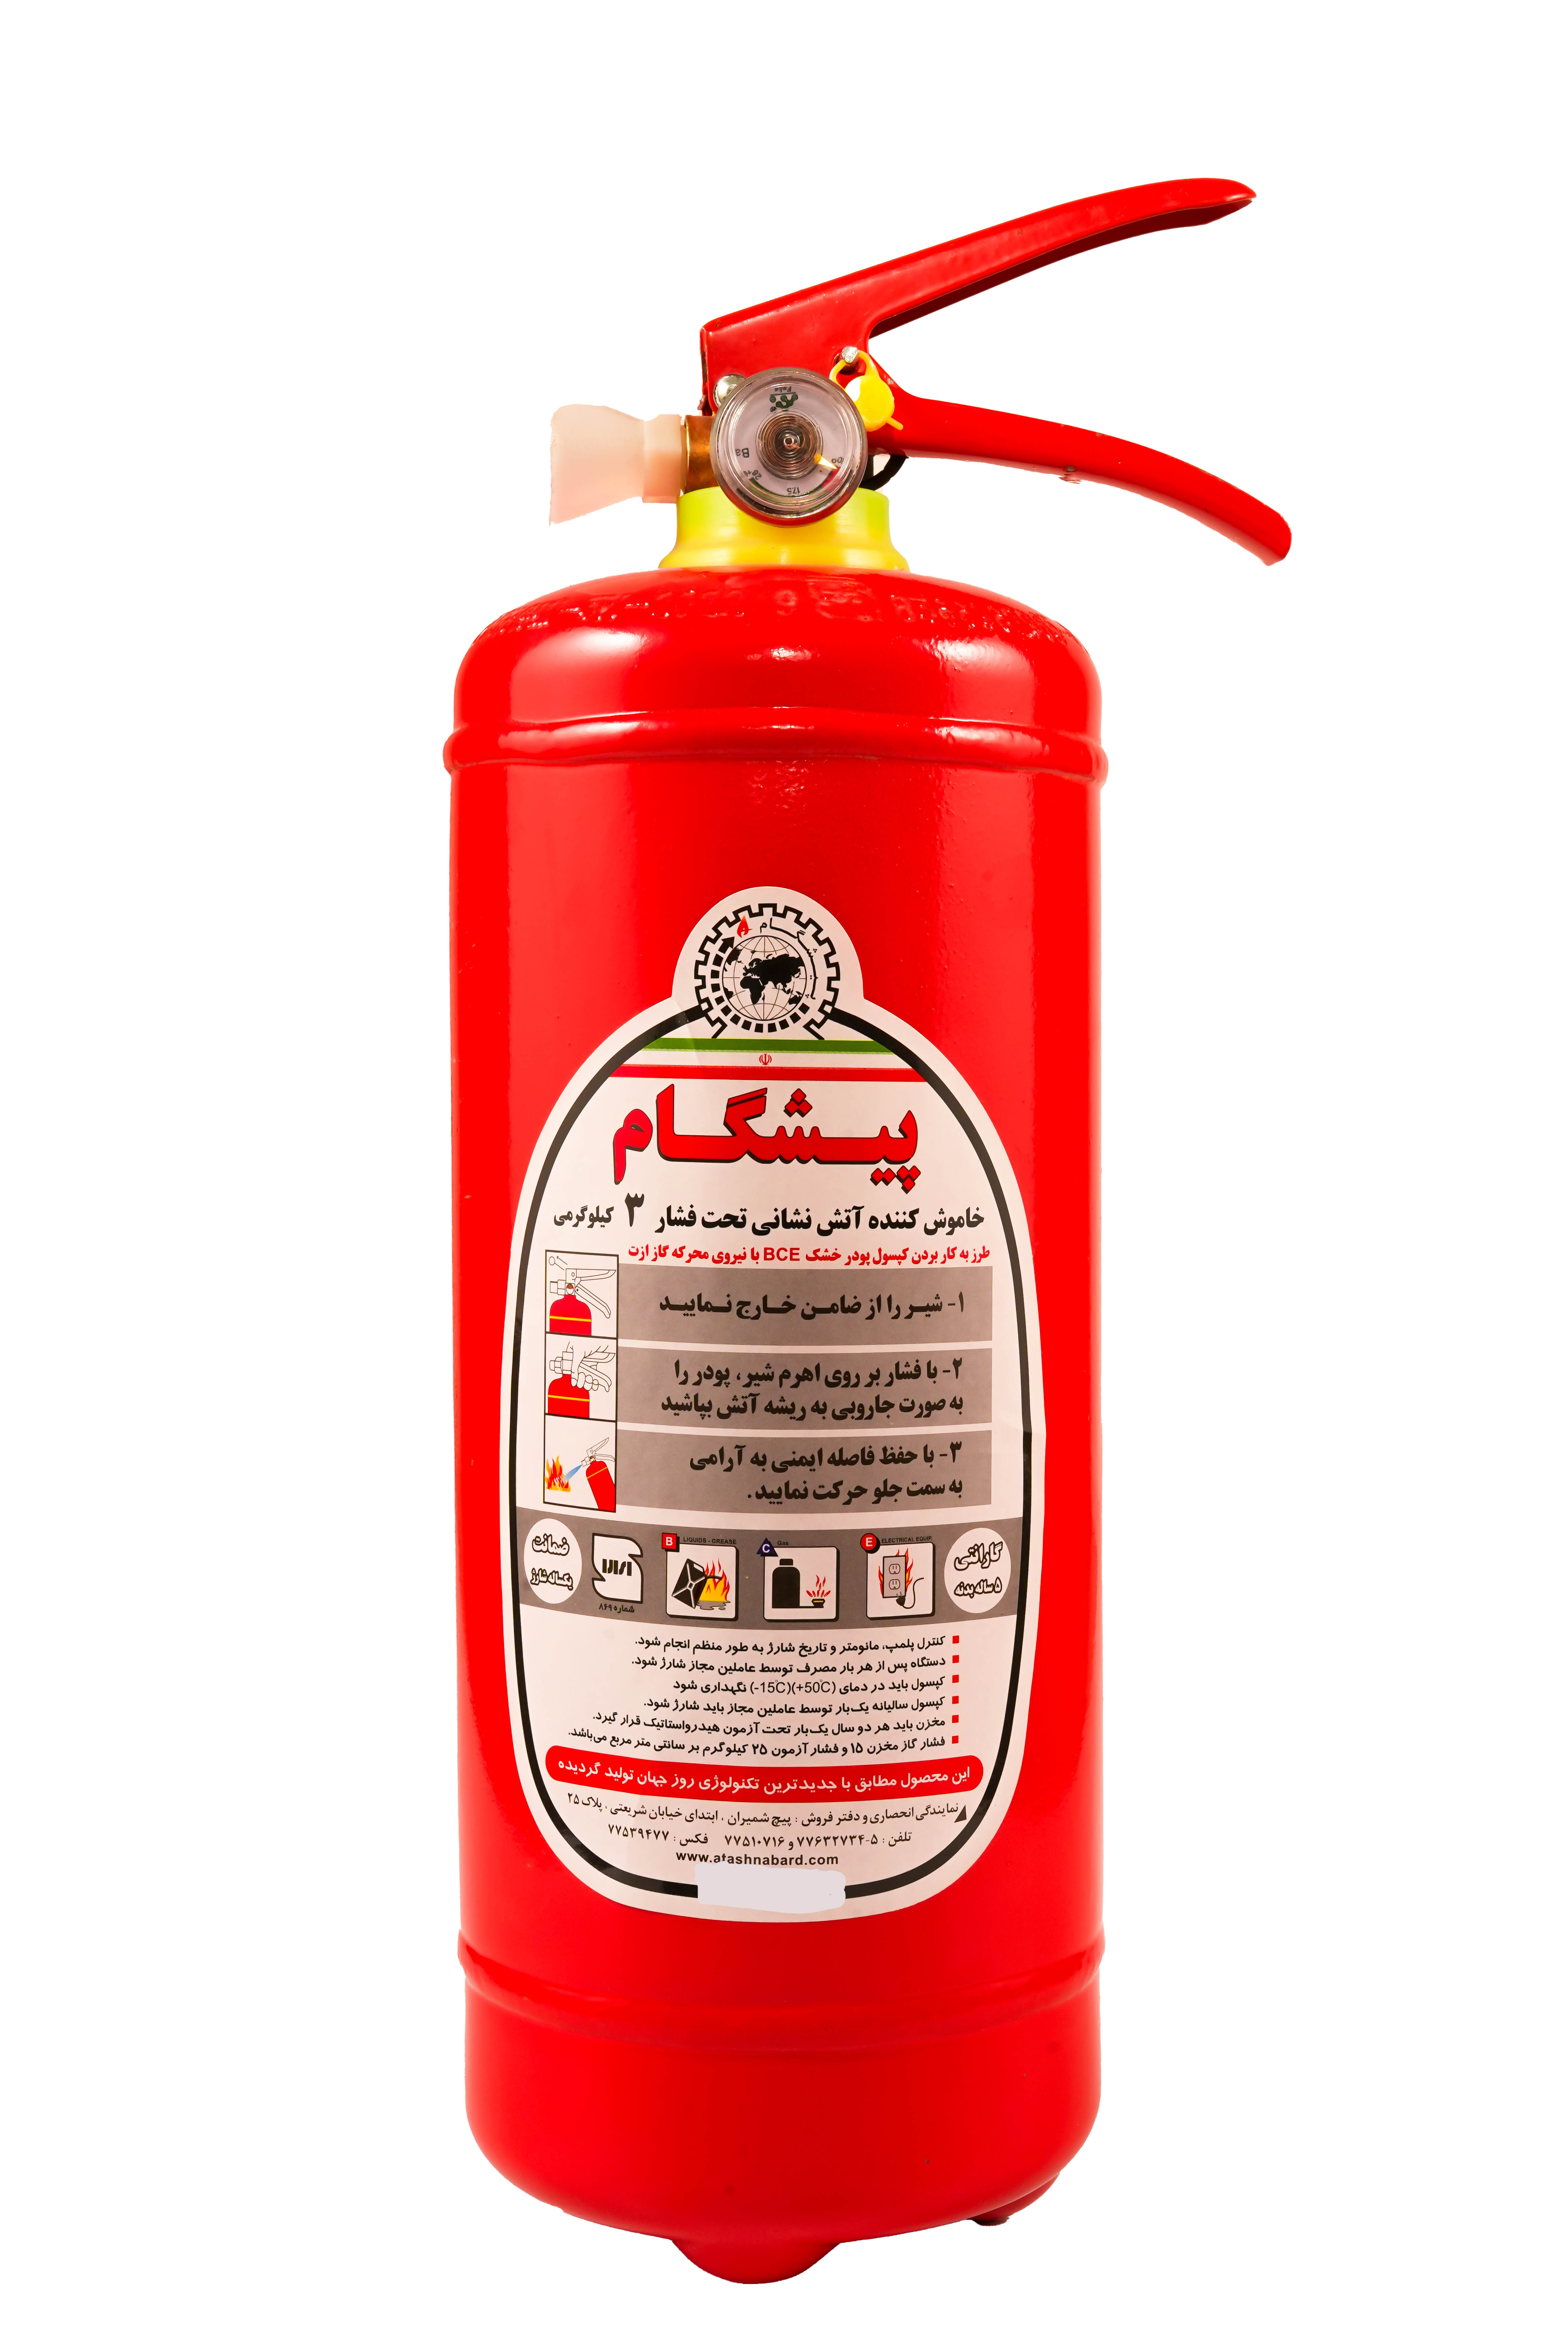 17.5
پیشگام
پیشگام
خاموش کننده آتش نشانی تحت فشار ۳ کیلوگرمی
طرز به کار بردن کپسول پودر خشک BCE با نیروی محرکه گاز ازت
۱- شیر را از ضامن خارج نمایید
۲- با فشار بر روی اهرم شیر، پودر را
به صورت جارویی به ریشه آتش بپاشید
۳- با حفظ فاصله ایمنی به آرامی
به سمت جلو حرکت نمایید.
گارانتی
۵ ساله بدنه
E ELECTRICAL EQUIP
C Gas
B LIQUIDS - GREASE
شماره ۸۶۹
ضمانت
یکساله شارژ
کنترل پلمپ، مانومتر و تاریخ شارژ به طور منظم انجام شود.
دستگاه پس از هر بار مصرف توسط عاملین مجاز شارژ شود.
کپسول باید در دمای (+50°C)(-15°C) نگهداری شود
کپسول سالیانه یک‌بار توسط عاملین مجاز باید شارژ شود.
مخزن باید هر دو سال یک‌بار تحت آزمون هیدرواستاتیک قرار گیرد.
فشار گاز مخزن ۱۵ و فشار آزمون ۲۵ کیلوگرم بر سانتی متر مربع می‌باشد.
این محصول مطابق با جدیدترین تکنولوژی روز جهان تولید گردیده
نمایندگی انحصاری و دفتر فروش : پیچ شمیران ، ابتدای خیابان شریعتی ، پلاک ۲۵
تلفن : ۵-۷۷۶۳۲۷۳۴ و ۷۷۵۱۰۷۱۶ فکس : ۷۷۵۳۹۴۷۷
www.atashnabard.com